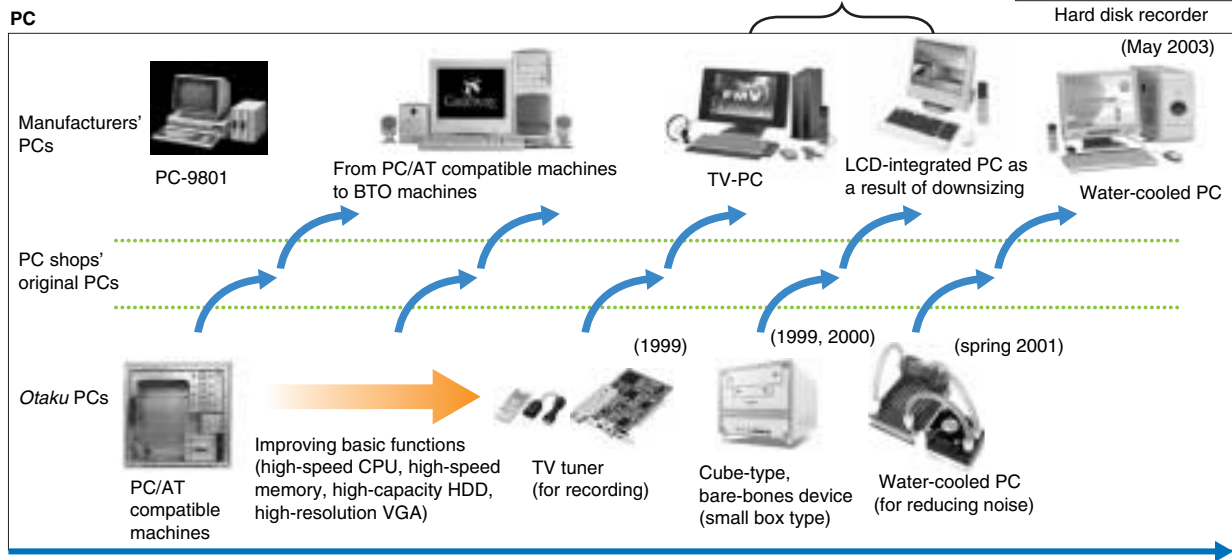 PC
Hard disk recorder
(May 2003)
Manufacturers'
PCs
Gateway
FMV
PC-9801
From PC/AT compatible machines
to BTO machines
TV-PC
LCD-integrated PC as
a result of downsizing
Water-cooled PC
PC shops'
original PCs
(1999)
(1999, 2000)
(spring 2001)
Otaku PCs
PC/AT
compatible
machines
Improving basic functions
(high-speed CPU, high-speed
memory, high-capacity HDD,
high-resolution VGA)
TV tuner
(for recording)
Cube-type,
bare-bones device
(small box type)
Water-cooled PC
(for reducing noise)